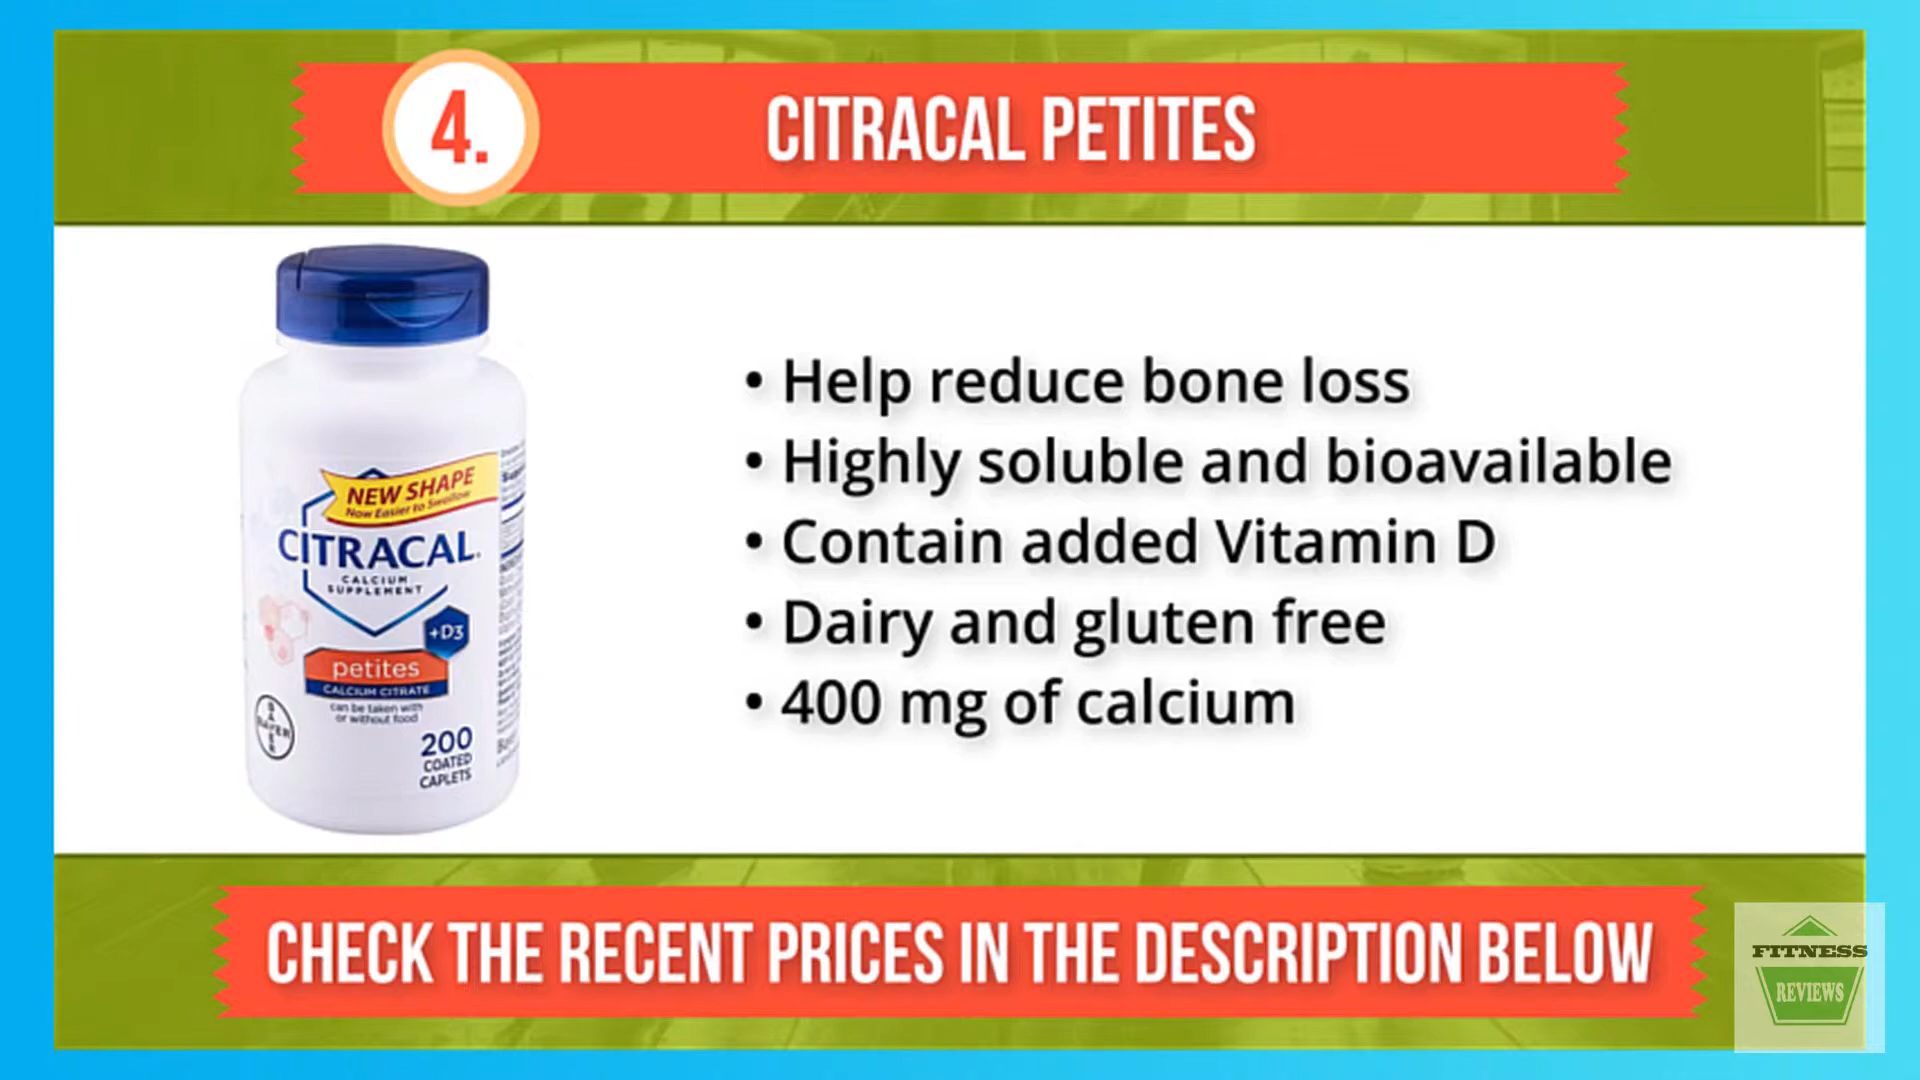 4.
CITRACAL PETITES
NEW SHAPE
Now Easier to Swallow
CITRACAL
CALCIUM
SUPPLEMENT
+D3
petites
CALCIUM CITRATE
can be taken with
or without food
BAYER
200
COATED
CAPLETS
• Help reduce bone loss
• Highly soluble and bioavailable
• Contain added Vitamin D
• Dairy and gluten free
• 400 mg of calcium
CHECK THE RECENT PRICES IN THE DESCRIPTION BELOW
FITNESS
REVIEWS